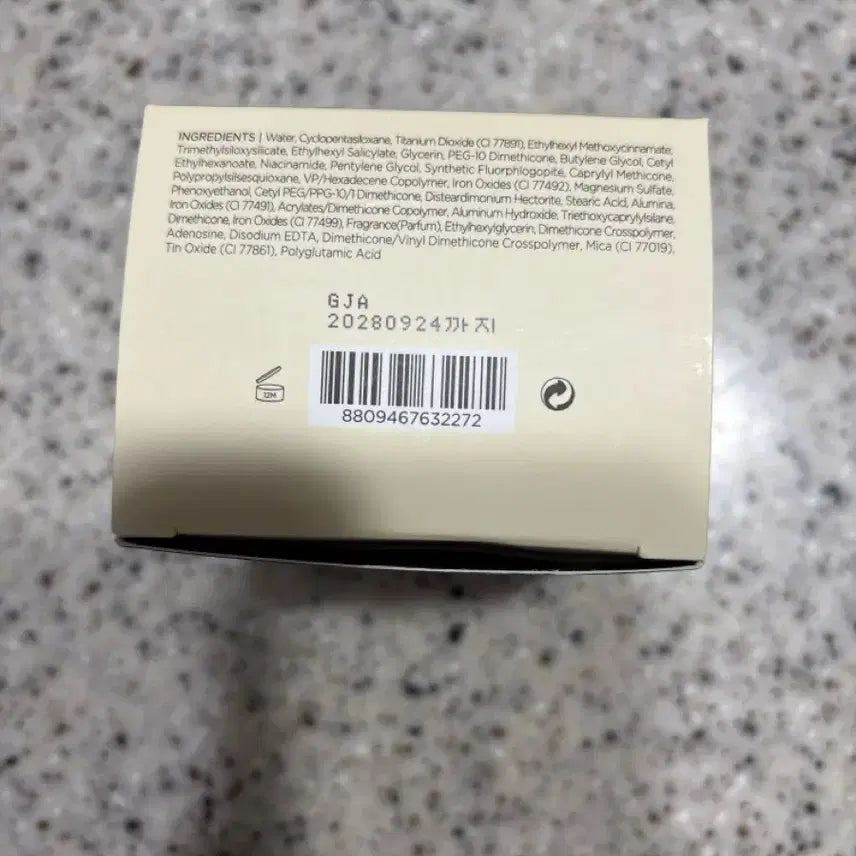 INGREDIENTS | Water, Cyclopentasiloxane, Titanium Dioxide (CI 77891), Ethylhexyl Methoxycinnamate,
Trimethylsiloxysilicate, Ethylhexyl Salicylate, Glycerin, PEG-10 Dimethicone, Butylene Glycol, Cetyl
Ethylhexanoate, Niacinamide, Pentylene Glycol, Synthetic Fluorphlogopite, Caprylyl Methicone,
Polypropylsilsesquioxane, VP/Hexadecene Copolymer, Iron Oxides (CI 77492), Magnesium Sulfate,
Phenoxyethanol, Cetyl PEG/PPG-10/1 Dimethicone, Disteardimonium Hectorite, Stearic Acid, Alumina,
Iron Oxides (CI 77491), Acrylates/Dimethicone Copolymer, Aluminum Hydroxide, Triethoxycaprylylsilane,
Dimethicone, Iron Oxides (CI 77499), Fragrance(Parfum), Ethylhexylglycerin, Dimethicone Crosspolymer,
Adenosine, Disodium EDTA, Dimethicone/Vinyl Dimethicone Crosspolymer, Mica (CI 77019),
Tin Oxide (CI 77861), Polyglutamic Acid
GJA
20280924까지
12M
8809467632272